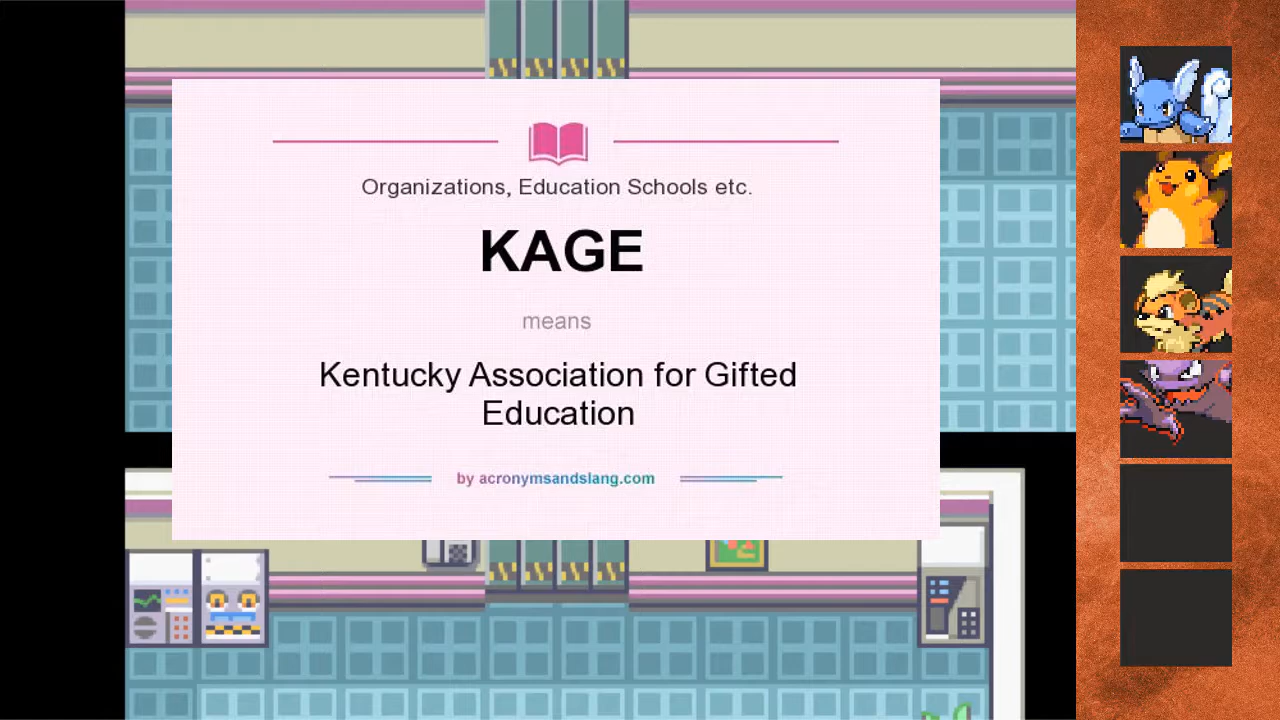 Organizations, Education Schools etc.
KAGE
means
Kentucky Association for Gifted
Education
by acronymsandslang.com